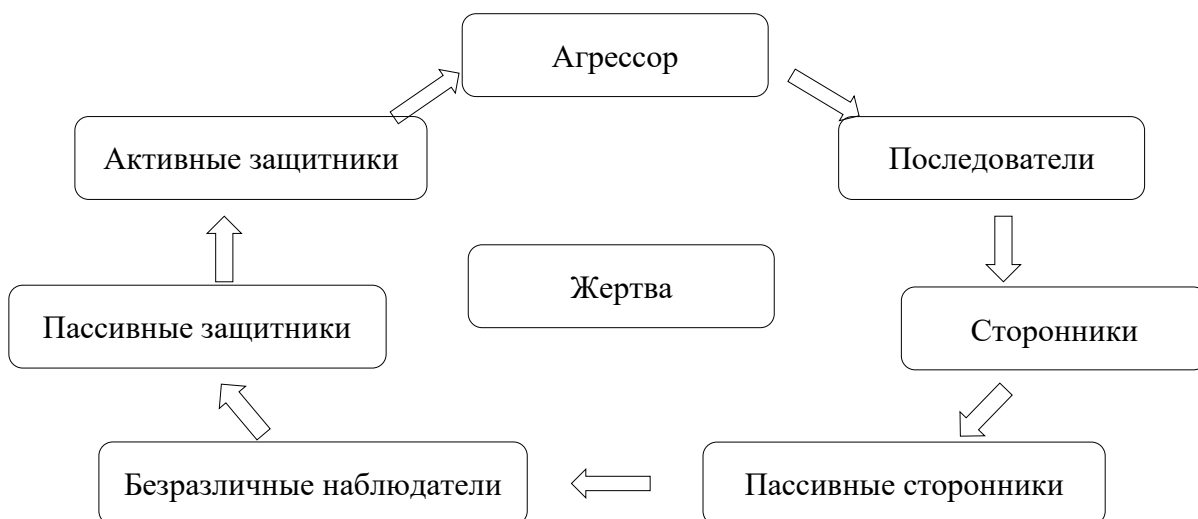 Агрессор
Активные защитники
Последователи
Жертва
Пассивные защитники
Сторонники
Безразличные наблюдатели
Пассивные сторонники